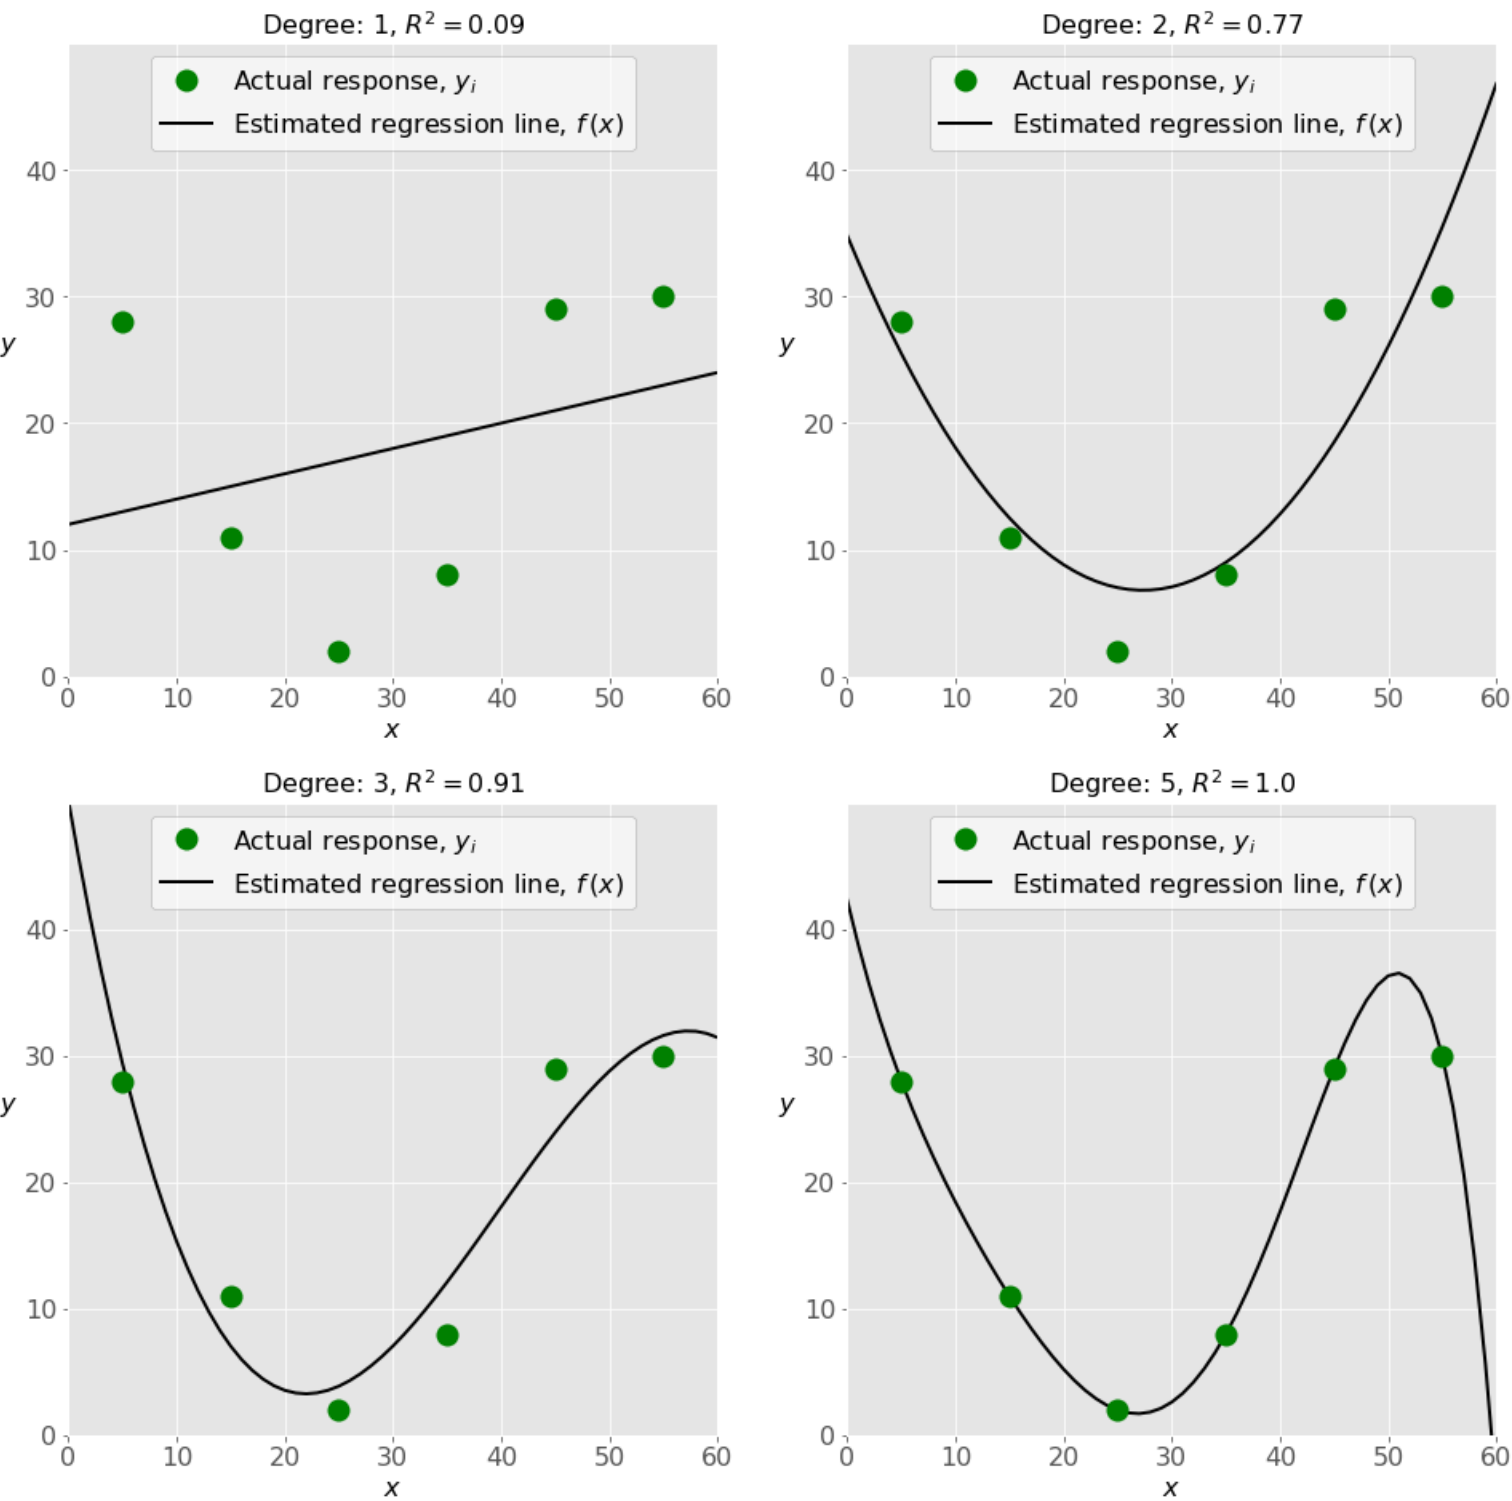 Degree: 1, R² = 0.09
Actual response, yᵢ
Estimated regression line, f(x)
40
30
y
20
10
0
0 10 20 30 40 50 60
x
Degree: 2, R² = 0.77
Actual response, yᵢ
Estimated regression line, f(x)
40
30
y
20
10
0
0 10 20 30 40 50 60
x
Degree: 3, R² = 0.91
Actual response, yᵢ
Estimated regression line, f(x)
40
30
y
20
10
0
0 10 20 30 40 50 60
x
Degree: 5, R² = 1.0
Actual response, yᵢ
Estimated regression line, f(x)
40
30
y
20
10
0
0 10 20 30 40 50 60
x